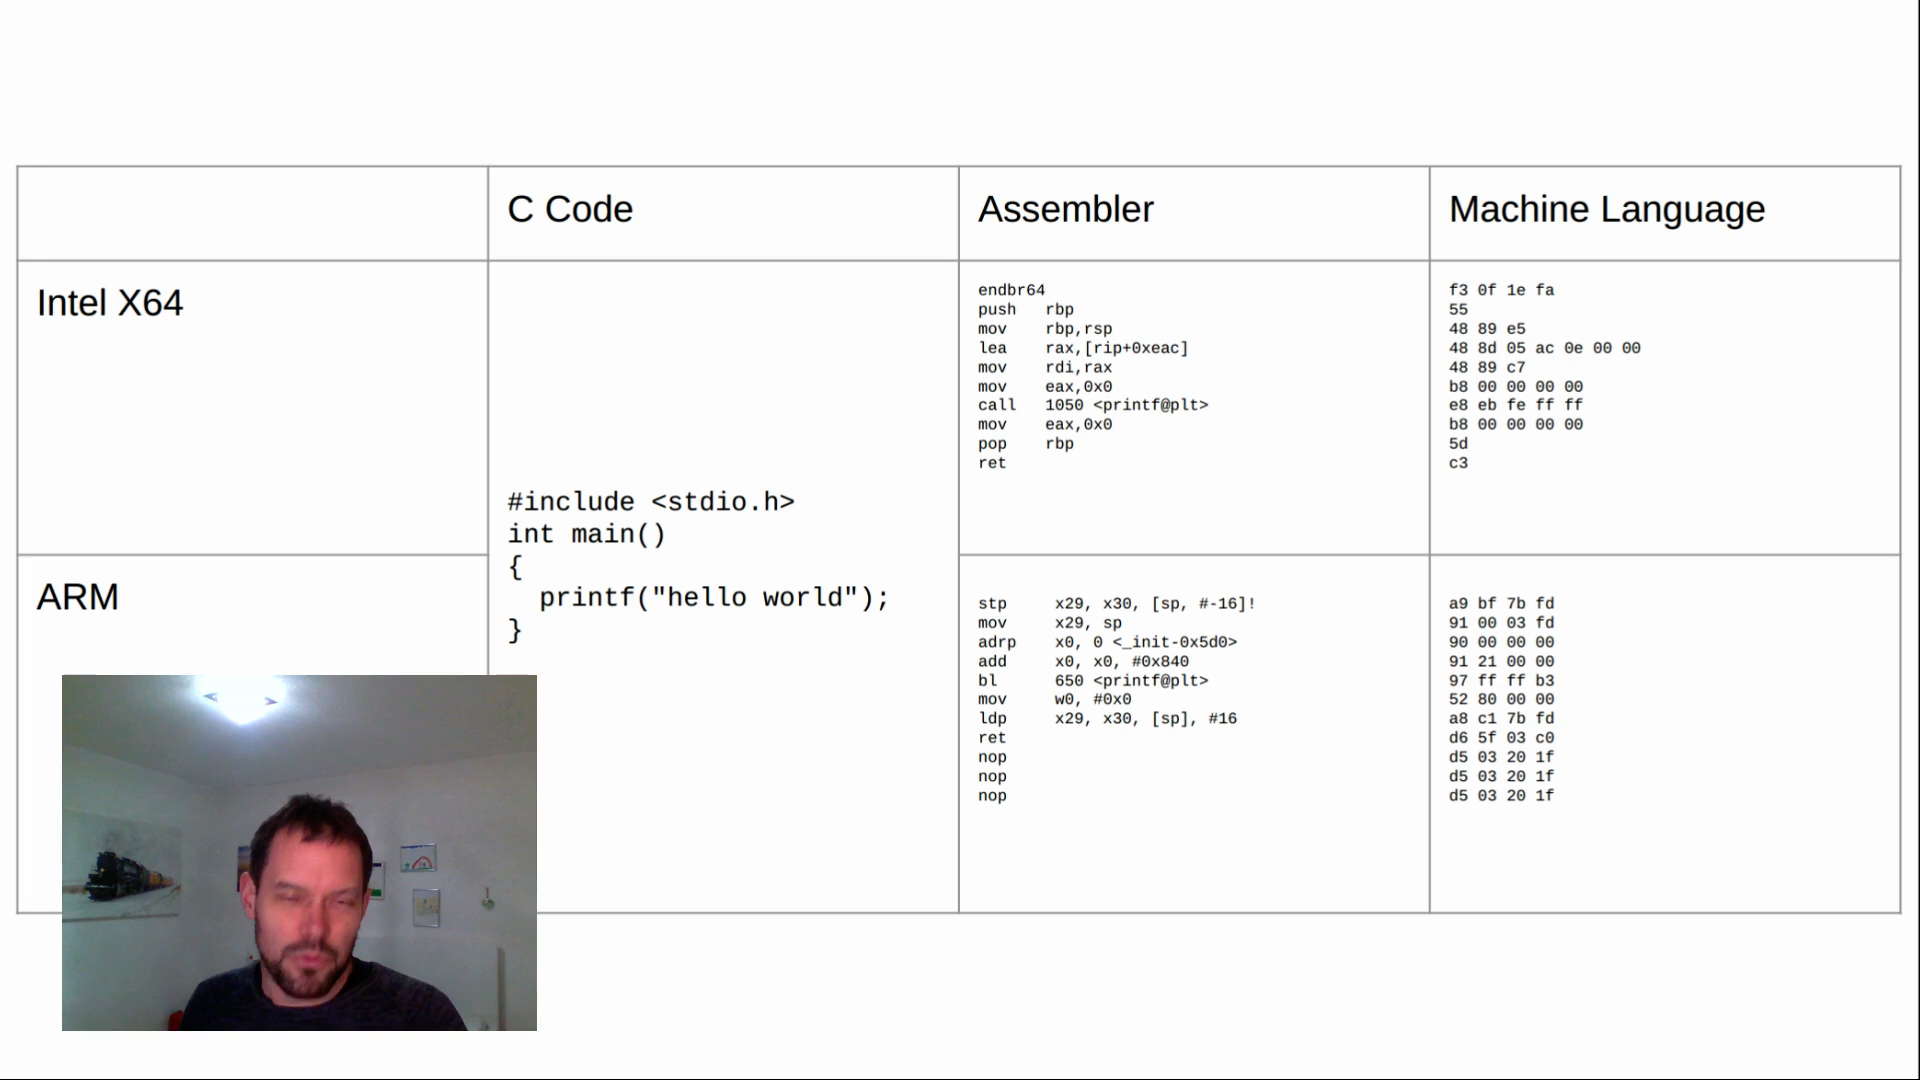 C Code
Assembler
Machine Language
Intel X64
#include <stdio.h>
int main()
{
  printf("hello world");
}
endbr64
push   rbp
mov    rbp,rsp
lea    rax,[rip+0xeac]
mov    rdi,rax
mov    eax,0x0
call   1050 <printf@plt>
mov    eax,0x0
pop    rbp
ret
f3 0f 1e fa
55
48 89 e5
48 8d 05 ac 0e 00 00
48 89 c7
b8 00 00 00 00
e8 eb fe ff ff
b8 00 00 00 00
5d
c3
ARM
stp     x29, x30, [sp, #-16]!
mov     x29, sp
adrp    x0, 0 <_init-0x5d0>
add     x0, x0, #0x840
bl      650 <printf@plt>
mov     w0, #0x0
ldp     x29, x30, [sp], #16
ret
nop
nop
nop
a9 bf 7b fd
91 00 03 fd
90 00 00 00
91 21 00 00
97 ff ff b3
52 80 00 00
a8 c1 7b fd
d6 5f 03 c0
d5 03 20 1f
d5 03 20 1f
d5 03 20 1f